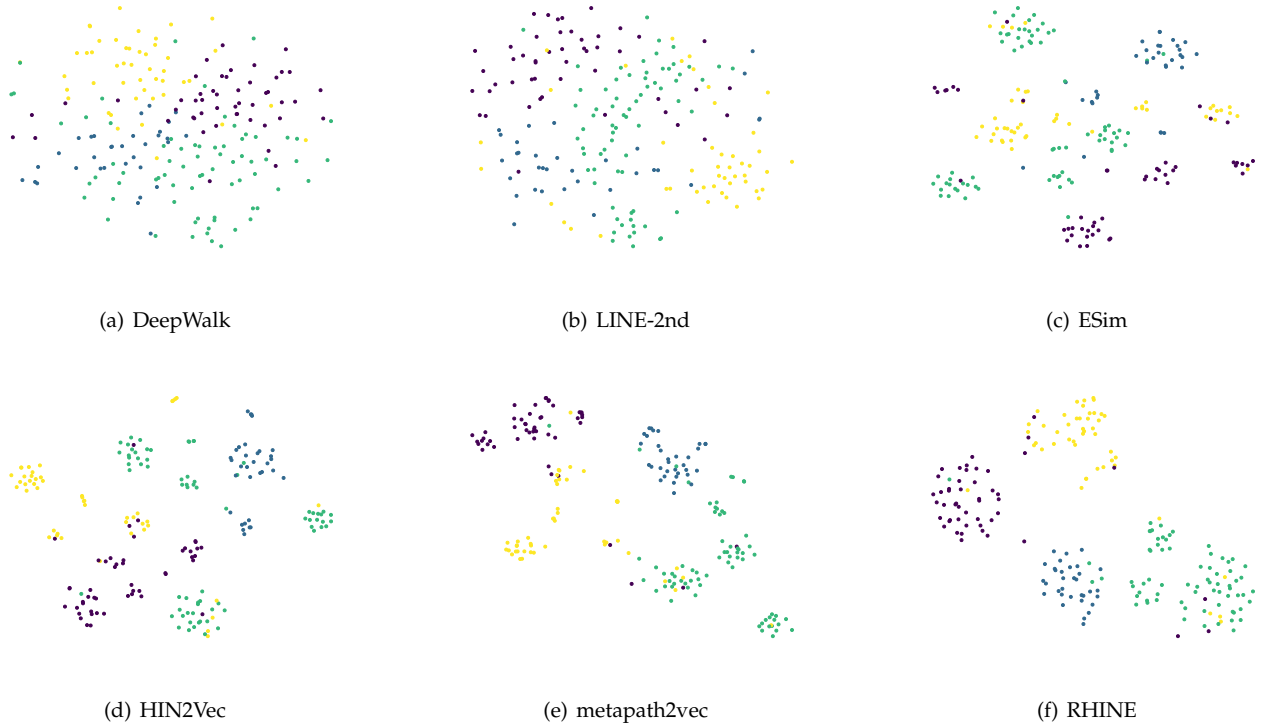 (a) DeepWalk
(b) LINE-2nd
(c) ESim
(d) HIN2Vec
(e) metapath2vec
(f) RHINE